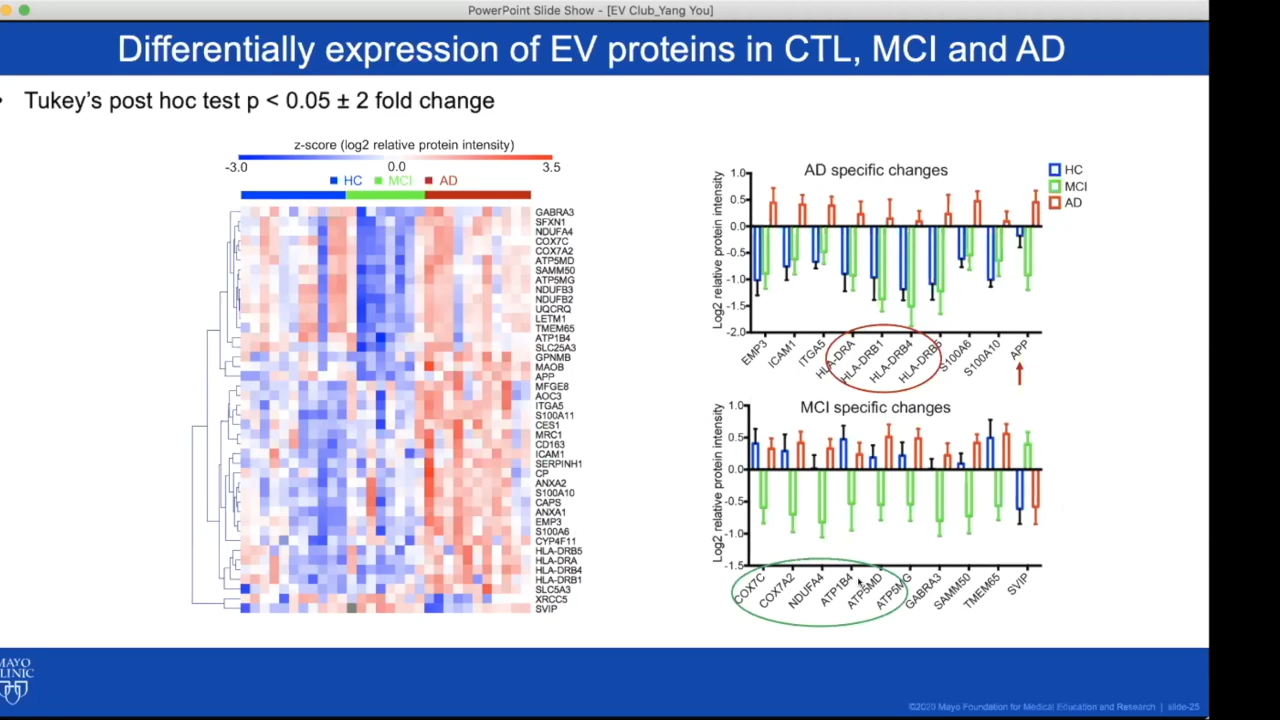 PowerPoint Slide Show - [EV Club_Yang You]
Differentially expression of EV proteins in CTL, MCI and AD
Tukey's post hoc test p < 0.05 ± 2 fold change
z-score (log2 relative protein intensity)
-3.0 0.0 3.5
HC MCI AD
GABRA3
SFXN1
NDUFA4
COX7C
COX7A2
ATP5MD
SAMM50
ATP5MG
NDUFB3
NDUFB2
UQCRQ
LETM1
TMEM65
ATP1B4
SLC25A3
GPNMB
MAOB
APP
MFGE8
AOC3
ITGA5
S100A11
CES1
MRC1
CD163
ICAM1
SERPINH1
CP
ANXA2
S100A10
CAPS
ANXA1
EMP3
S100A6
CYP4F11
HLA-DRB5
HLA-DRA
HLA-DRB4
HLA-DRB1
SLC5A3
XRCC5
SVIP
AD specific changes
HC
MCI
AD
Log2 relative protein intensity
1.0
0.5
0.0
-0.5
-1.0
-1.5
-2.0
EMP3 ICAM1 ITGA5 HLA-DRA HLA-DRB1 HLA-DRB4 HLA-DRB5 S100A6 S100A10 APP
MCI specific changes
Log2 relative protein intensity
1.0
0.5
0.0
-0.5
-1.0
-1.5
COX7C COX7A2 NDUFA4 ATP1B4 ATP5MD ATP5MG GABRA3 SAMM50 TMEM65 SVIP
MAYO
CLINIC
©2020 Mayo Foundation for Medical Education and Research | slide-25